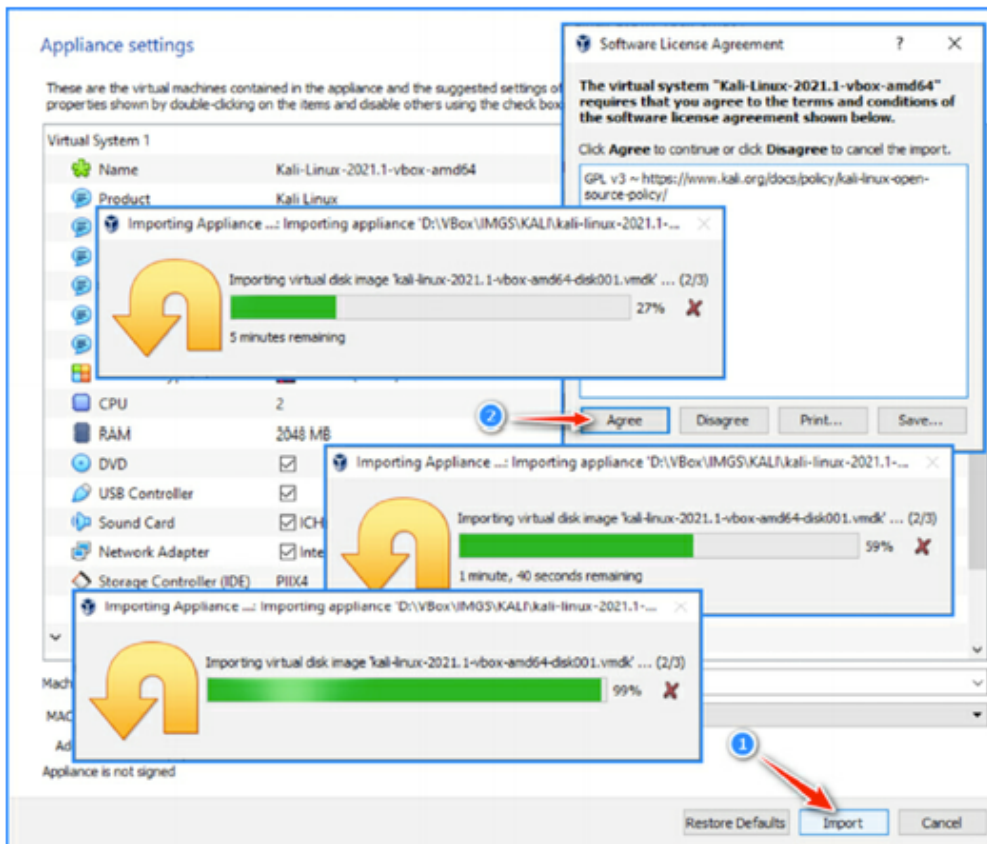 Appliance settings
These are the virtual machines contained in the appliance and the suggested settings of
properties shown by double-clicking on the items and disable others using the check box
Virtual System 1
Name Kali-Linux-2021.1-vbox-amd64
Product Kali Linux
CPU 2
RAM 2048 MB
DVD
USB Controller
Sound Card ICH
Network Adapter Inte
Storage Controller (IDE) PIIX4
Mach
MAC
Ad
Appliance is not signed
Restore Defaults Import Cancel
Software License Agreement ? X
The virtual system "Kali-Linux-2021.1-vbox-amd64"
requires that you agree to the terms and conditions of
the software license agreement shown below.
Click Agree to continue or click Disagree to cancel the import.
GPL v3 ~ https://www.kali.org/docs/policy/kali-linux-open-
source-policy/
2
Agree Disagree Print... Save...
Importing Appliance ...: Importing appliance 'D:\VBox\IMGS\KALI\kali-linux-2021.1-...
Importing virtual disk image 'kali-linux-2021.1-vbox-amd64-disk001.vmdk' ... (2/3)
27%
5 minutes remaining
Importing Appliance ...: Importing appliance 'D:\VBox\IMGS\KALI\kali-linux-2021.1-...
Importing virtual disk image 'kali-linux-2021.1-vbox-amd64-disk001.vmdk' ... (2/3)
59%
1 minute, 40 seconds remaining
Importing Appliance ...: Importing appliance 'D:\VBox\IMGS\KALI\kali-linux-2021.1-...
Importing virtual disk image 'kali-linux-2021.1-vbox-amd64-disk001.vmdk' ... (2/3)
99%
1